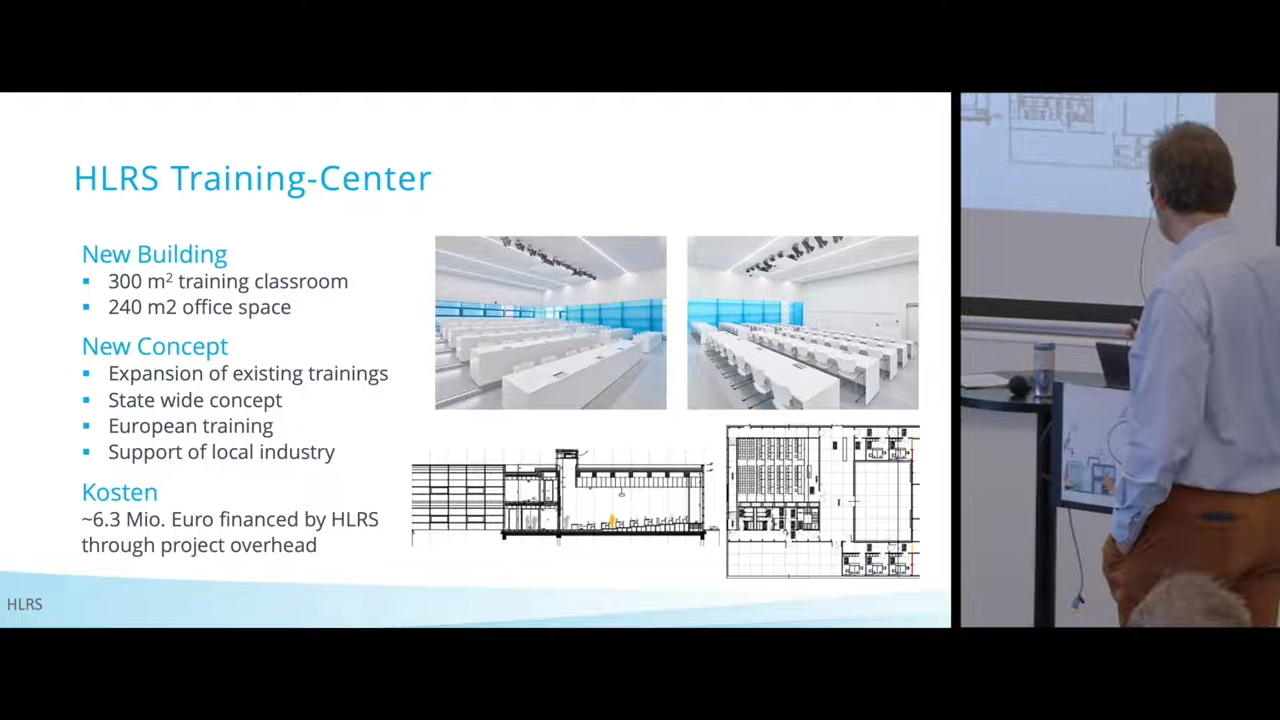 HLRS Training-Center
New Building
▪ 300 m² training classroom
▪ 240 m2 office space
New Concept
▪ Expansion of existing trainings
▪ State wide concept
▪ European training
▪ Support of local industry
Kosten
~6.3 Mio. Euro financed by HLRS
through project overhead
HLRS